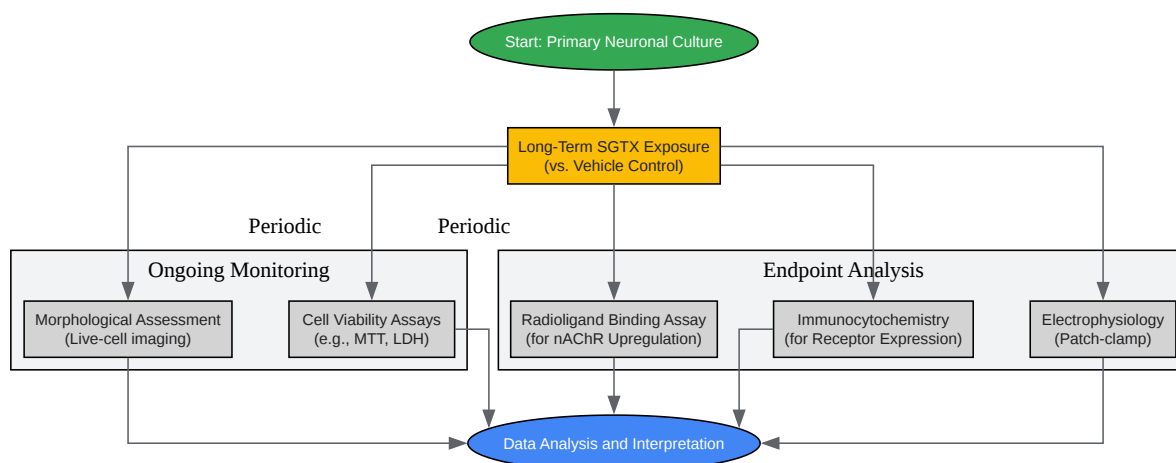 Start: Primary Neuronal Culture
Long-Term SGTX Exposure
(vs. Vehicle Control)
Periodic
Periodic
Ongoing Monitoring
Endpoint Analysis
Morphological Assessment
(Live-cell imaging)
Cell Viability Assays
(e.g., MTT, LDH)
Radioligand Binding Assay
(for nAChR Upregulation)
Immunocytochemistry
(for Receptor Expression)
Electrophysiology
(Patch-clamp)
Data Analysis and Interpretation